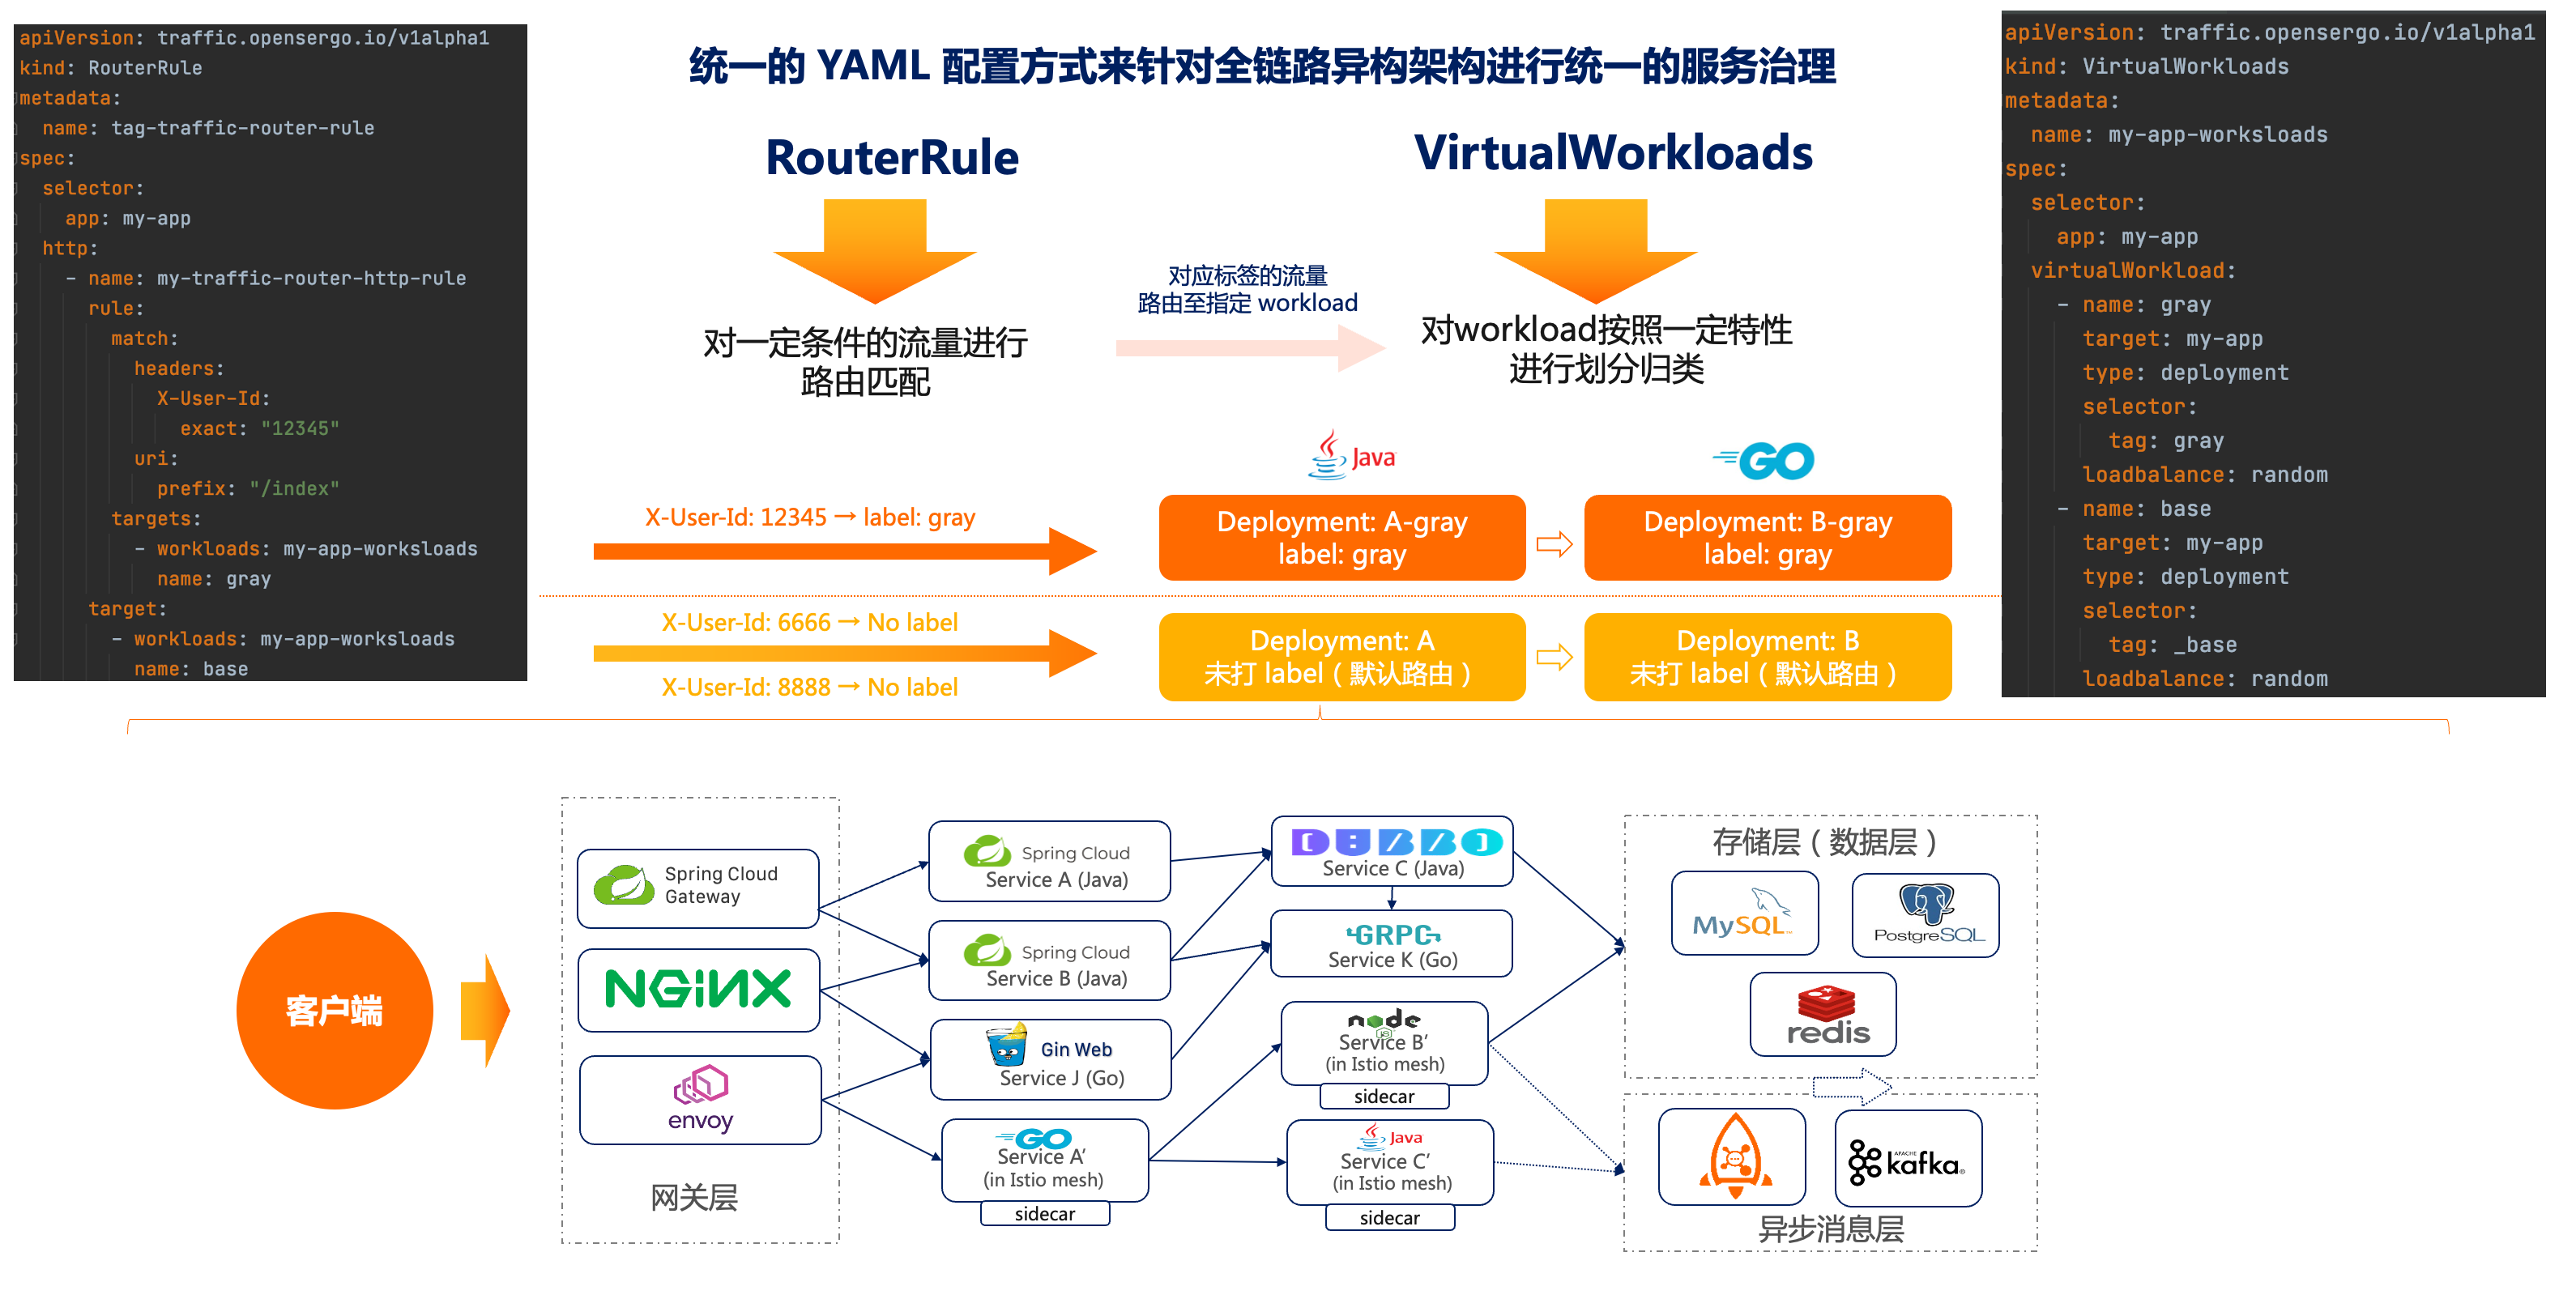 apiVersion: traffic.opensergo.io/v1alpha1
kind: RouterRule
metadata:
  name: tag-traffic-router-rule
spec:
  selector:
    app: my-app
  http:
    - name: my-traffic-router-http-rule
      rule:
        match:
          headers:
            X-User-Id:
              exact: "12345"
          uri:
            prefix: "/index"
        targets:
          - workloads: my-app-worksloads
            name: gray
      target:
        - workloads: my-app-worksloads
          name: base
统一的 YAML 配置方式来针对全链路异构架构进行统一的服务治理
RouterRule
对一定条件的流量进行
路由匹配
对应标签的流量
路由至指定 workload
VirtualWorkloads
对workload按照一定特性
进行划分归类
Java
GO
X-User-Id: 12345 → label: gray
Deployment: A-gray
label: gray
Deployment: B-gray
label: gray
X-User-Id: 6666 → No label
X-User-Id: 8888 → No label
Deployment: A
未打 label（默认路由）
Deployment: B
未打 label（默认路由）
apiVersion: traffic.opensergo.io/v1alpha1
kind: VirtualWorkloads
metadata:
  name: my-app-worksloads
spec:
  selector:
    app: my-app
  virtualWorkload:
    - name: gray
      target: my-app
      type: deployment
      selector:
        tag: gray
      loadbalance: random
    - name: base
      target: my-app
      type: deployment
      selector:
        tag: _base
      loadbalance: random
客户端
Spring Cloud
Gateway
NGINX
envoy
网关层
Spring Cloud
Service A (Java)
Spring Cloud
Service B (Java)
Gin Web
Service J (Go)
GO
Service A’
(in Istio mesh)
sidecar
DUBBO
Service C (Java)
GRPC
Service K (Go)
node
JS
Service B’
(in Istio mesh)
sidecar
Java
Service C’
(in Istio mesh)
sidecar
存储层（数据层）
MySQL
PostgreSQL
redis
APACHE
kafka®
异步消息层